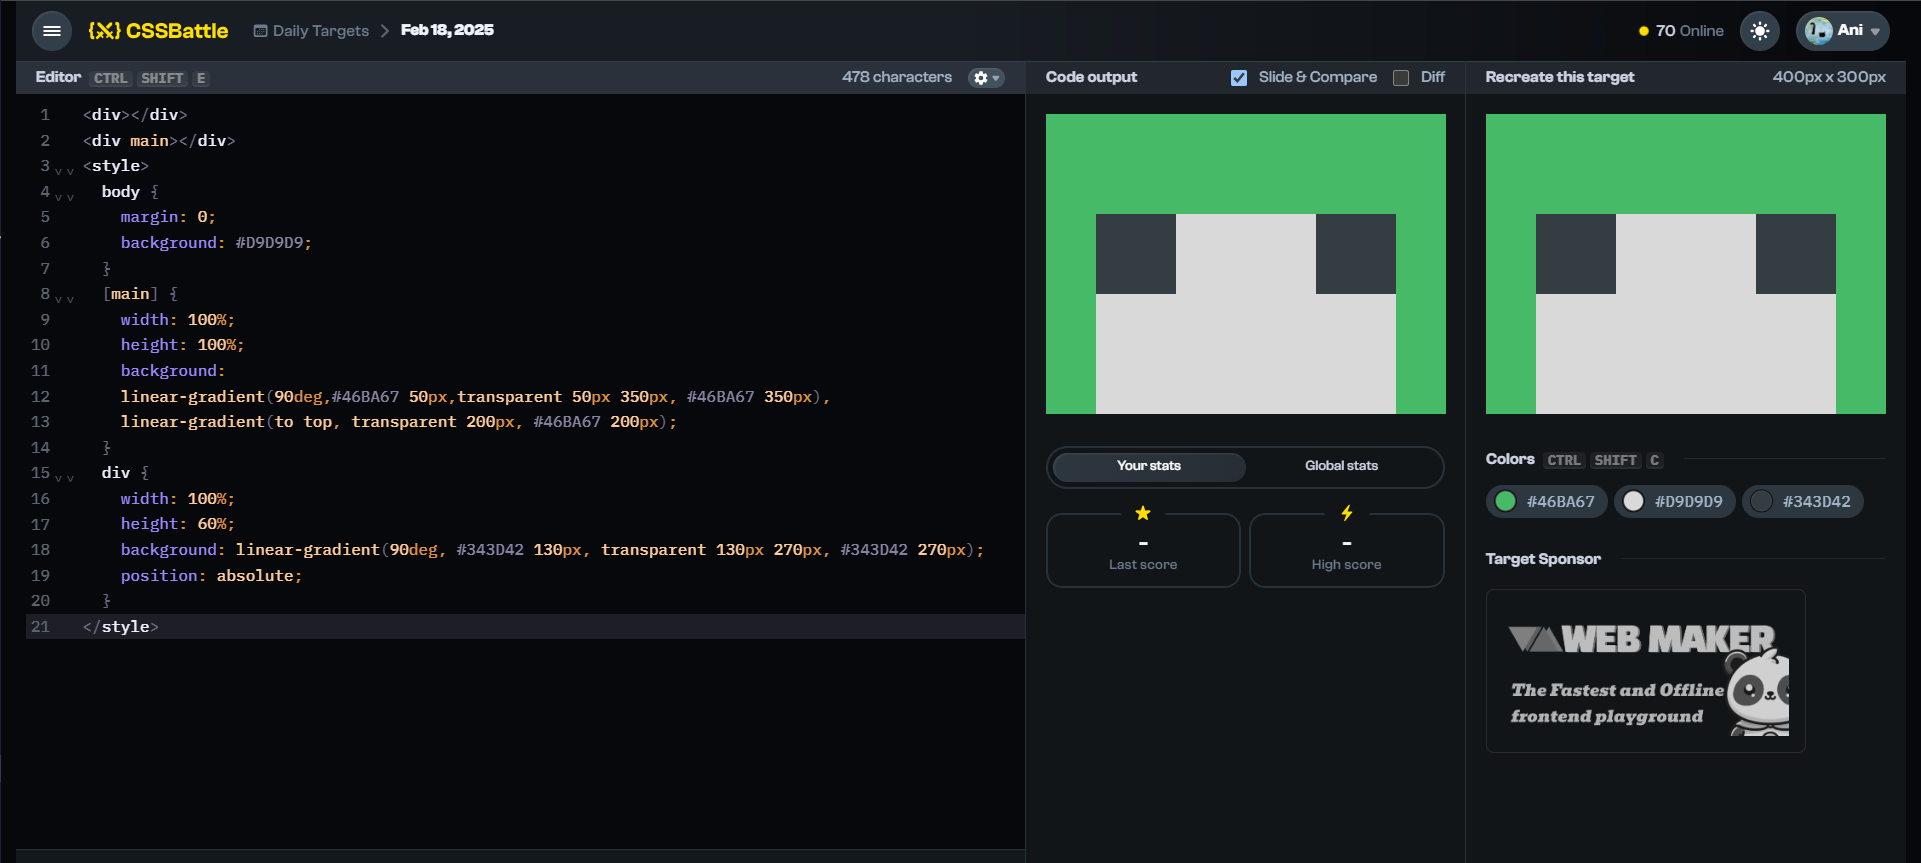 CSSBattle
Daily Targets
Feb 18, 2025
70 Online
Ani
Editor CTRL SHIFT E
478 characters
1 <div></div>
2 <div main></div>
3 <style>
4 body {
5 margin: 0;
6 background: #D9D9D9;
7 }
8 [main] {
9 width: 100%;
10 height: 100%;
11 background:
12 linear-gradient(90deg,#46BA67 50px,transparent 50px 350px, #46BA67 350px),
13 linear-gradient(to top, transparent 200px, #46BA67 200px);
14 }
15 div {
16 width: 100%;
17 height: 60%;
18 background: linear-gradient(90deg, #343D42 130px, transparent 130px 270px, #343D42 270px);
19 position: absolute;
20 }
21 </style>
Code output
Slide & Compare
Diff
Your stats
Global stats
-
Last score
-
High score
Recreate this target
400px x 300px
Colors CTRL SHIFT C
#46BA67
#D9D9D9
#343D42
Target Sponsor
WEB MAKER
The Fastest and Offline
frontend playground